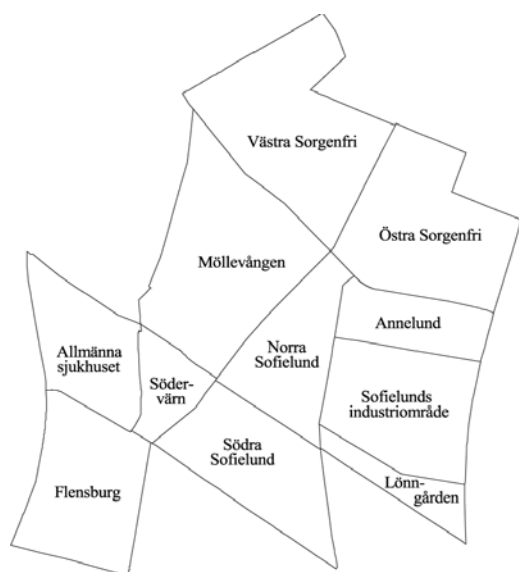 Västra Sorgenfri
Östra Sorgenfri
Möllevången
Annelund
Norra
Sofielund
Allmänna
sjukhuset
Söder-
värn
Sofielunds
industriområde
Södra
Sofielund
Lönn-
gården
Flensburg